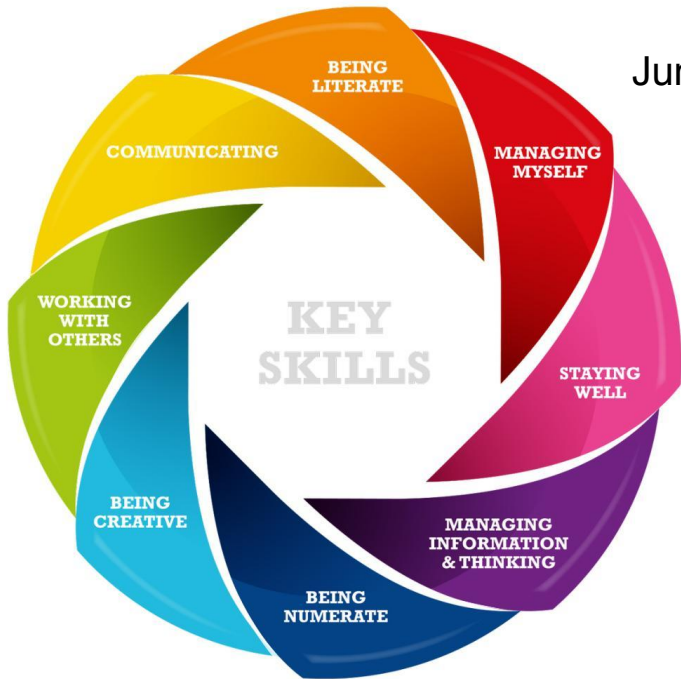 Jun
BEING
LITERATE
MANAGING
MYSELF
STAYING
WELL
MANAGING
INFORMATION
& THINKING
BEING
NUMERATE
BEING
CREATIVE
WORKING
WITH
OTHERS
COMMUNICATING
KEY
SKILLS